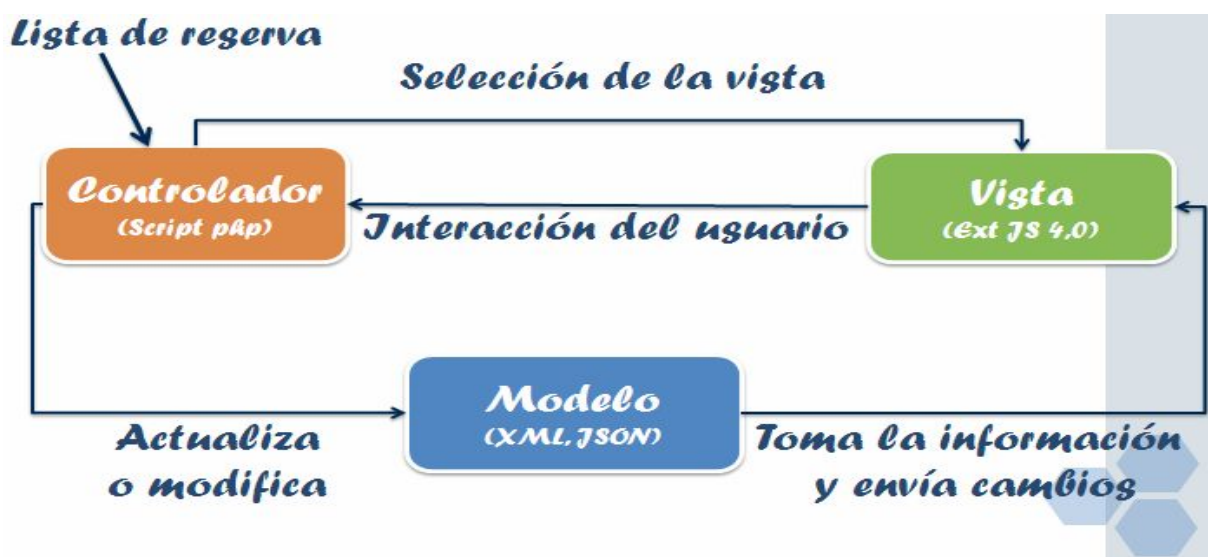 Lista de reserva
Selección de la vista
Controlador
(Script php)
Interacción del usuario
Vista
(Ext JS 4,0)
Modelo
(XML, JSON)
Actualiza
o modifica
Toma la información
y envía cambios